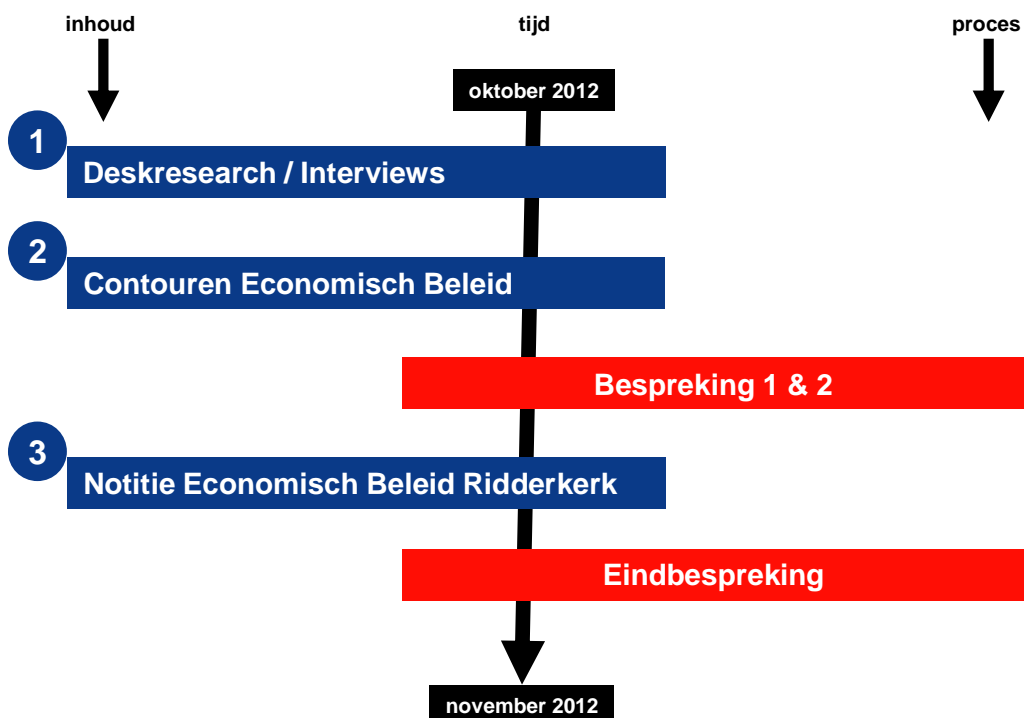 inhoud
tijd
proces
oktober 2012
1
Deskresearch / Interviews
2
Contouren Economisch Beleid
Bespreking 1 & 2
3
Notitie Economisch Beleid Ridderkerk
Eindbespreking
november 2012